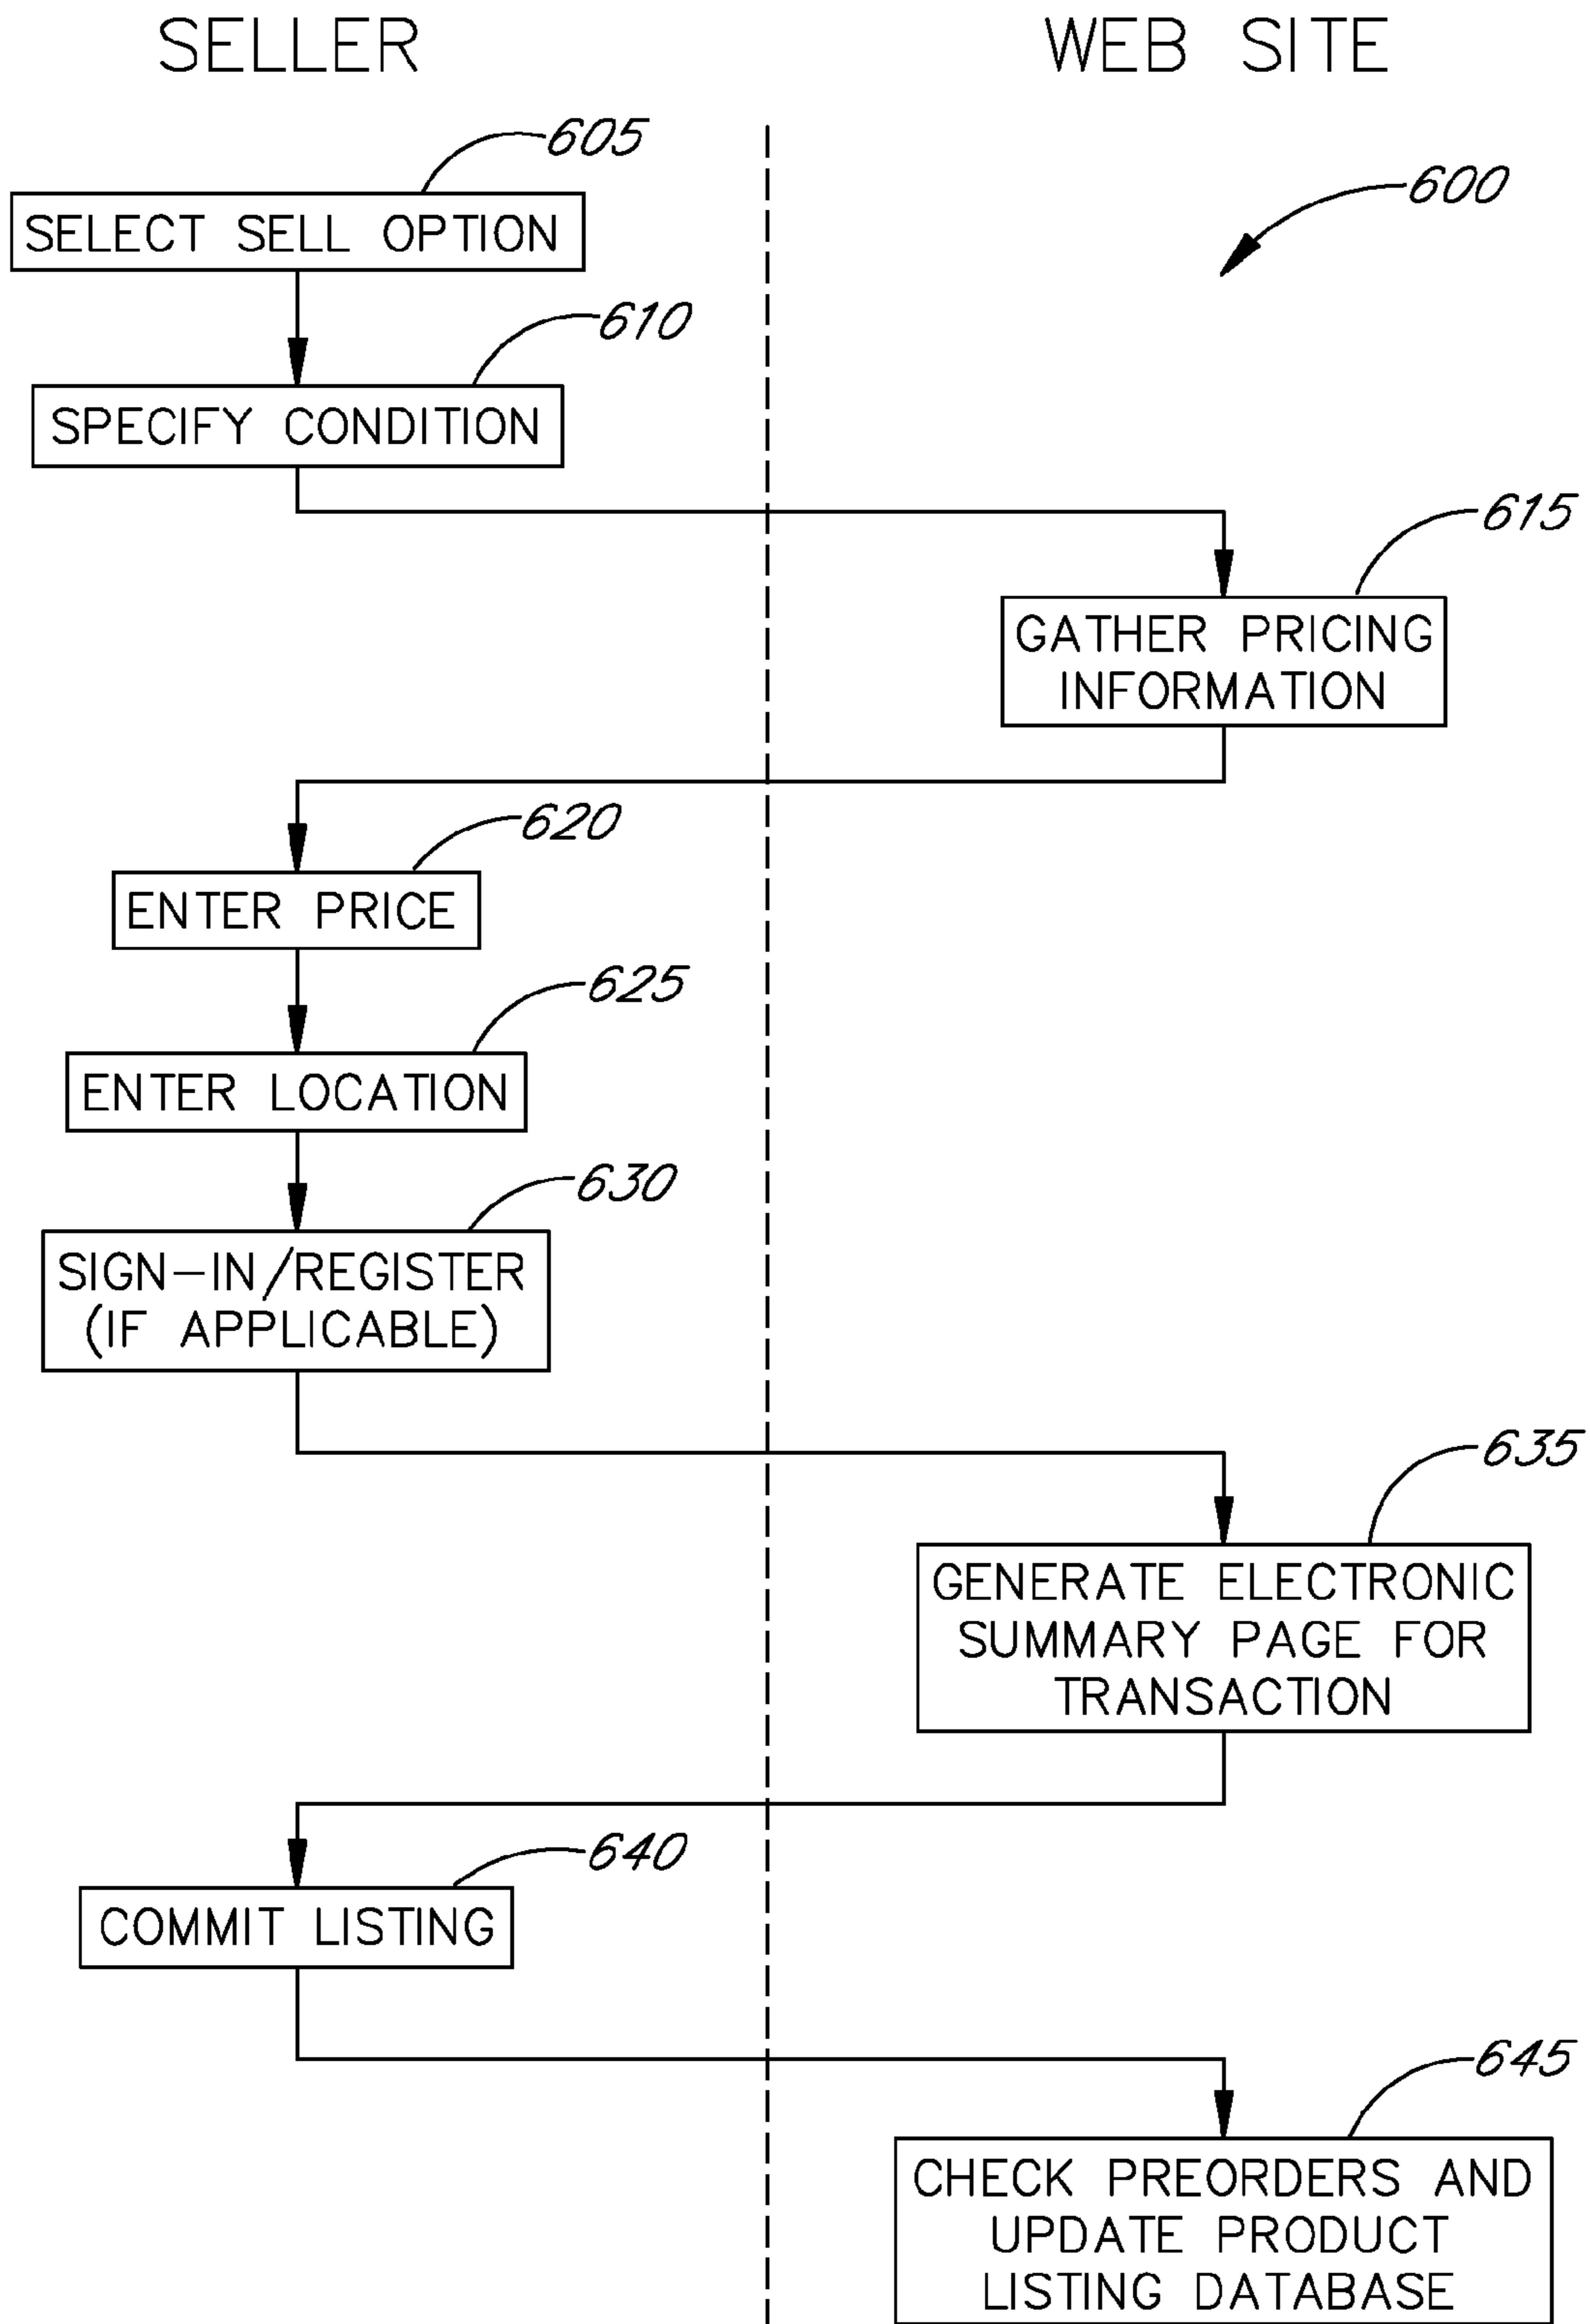 SELLER
WEB SITE
605
600
SELECT SELL OPTION
610
SPECIFY CONDITION
615
GATHER PRICING
INFORMATION
620
ENTER PRICE
625
ENTER LOCATION
630
SIGN-IN/REGISTER
(IF APPLICABLE)
635
GENERATE ELECTRONIC
SUMMARY PAGE FOR
TRANSACTION
640
COMMIT LISTING
645
CHECK PREORDERS AND
UPDATE PRODUCT
LISTING DATABASE